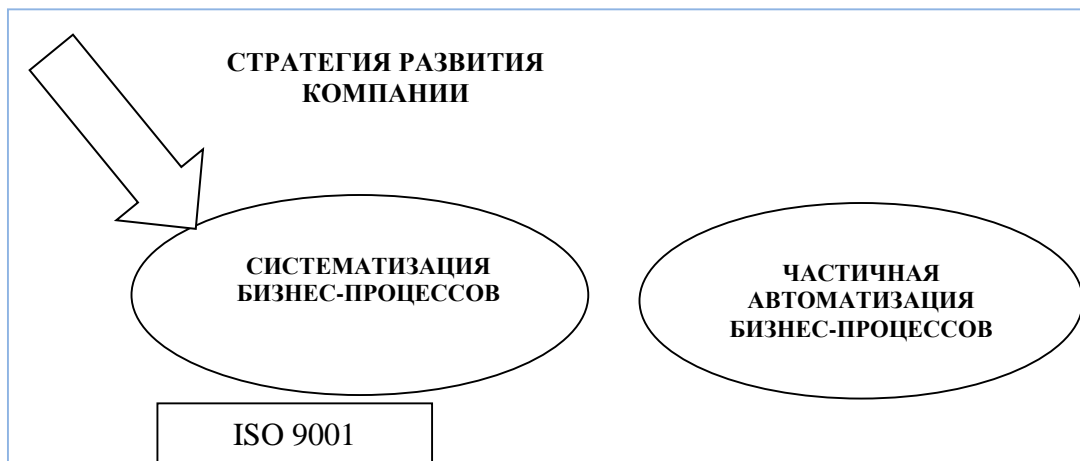 СТРАТЕГИЯ РАЗВИТИЯ
КОМПАНИИ
СИСТЕМАТИЗАЦИЯ
БИЗНЕС-ПРОЦЕССОВ
ЧАСТИЧНАЯ
АВТОМАТИЗАЦИЯ
БИЗНЕС-ПРОЦЕССОВ
ISO 9001